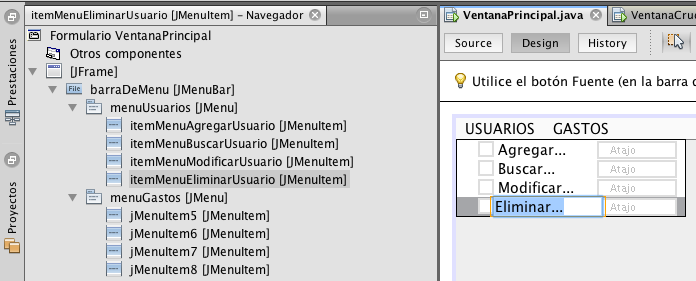 itemMenuEliminarUsuario [JMenuItem] – Navegador
Formulario VentanaPrincipal
Otros componentes
[JFrame]
File barraDeMenu [JMenuBar]
menuUsuarios [JMenu]
itemMenuAgregarUsuario [JMenuItem]
itemMenuBuscarUsuario [JMenuItem]
itemMenuModificarUsuario [JMenuItem]
itemMenuEliminarUsuario [JMenuItem]
menuGastos [JMenu]
jMenuItem5 [JMenuItem]
jMenuItem6 [JMenuItem]
jMenuItem7 [JMenuItem]
jMenuItem8 [JMenuItem]
Prestaciones
Proyectos
VentanaPrincipal.java VentanaCruc
Source Design History
Utilice el botón Fuente (en la barra d
USUARIOS GASTOS
Agregar... Atajo
Buscar... Atajo
Modificar... Atajo
Eliminar... Atajo